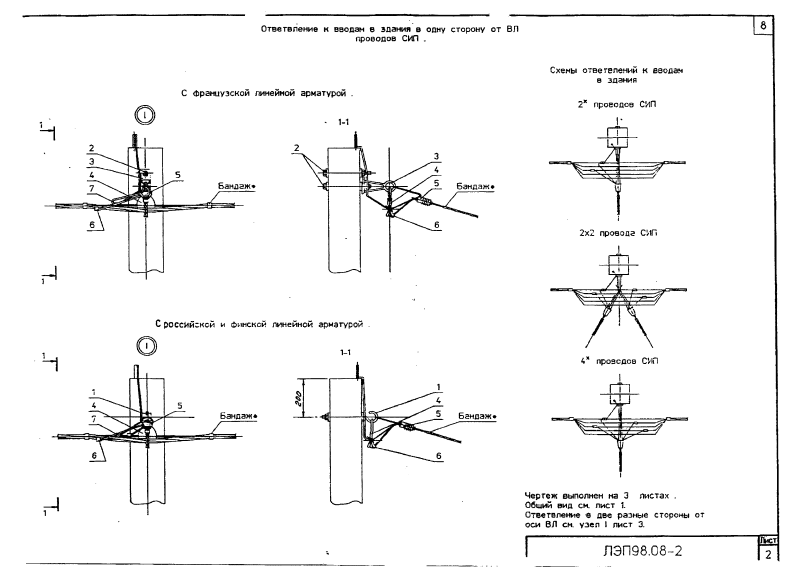 8
Ответвление к вводам в здания в одну сторону от ВЛ
проводов СИП .
С французской линейной арматурой .
Схемы ответвлений к вводам
в здания
2ˣ проводов СИП
I
1-1
1
2
3
4
7
5
Бандаж*
6
1
2
3
4
5
Бандаж*
6
2х2 провода СИП
С российской и финской линейной арматурой .
I
1-1
4ˣ проводов СИП
1
1
4
7
5
Бандаж*
6
1
200
1
4
5
Бандаж*
6
Чертеж выполнен на 3 листах .
Общий вид см. лист 1.
Ответвление в две разные стороны от
оси ВЛ см. узел I лист 3.
ЛЭП98.08-2
Лист
2